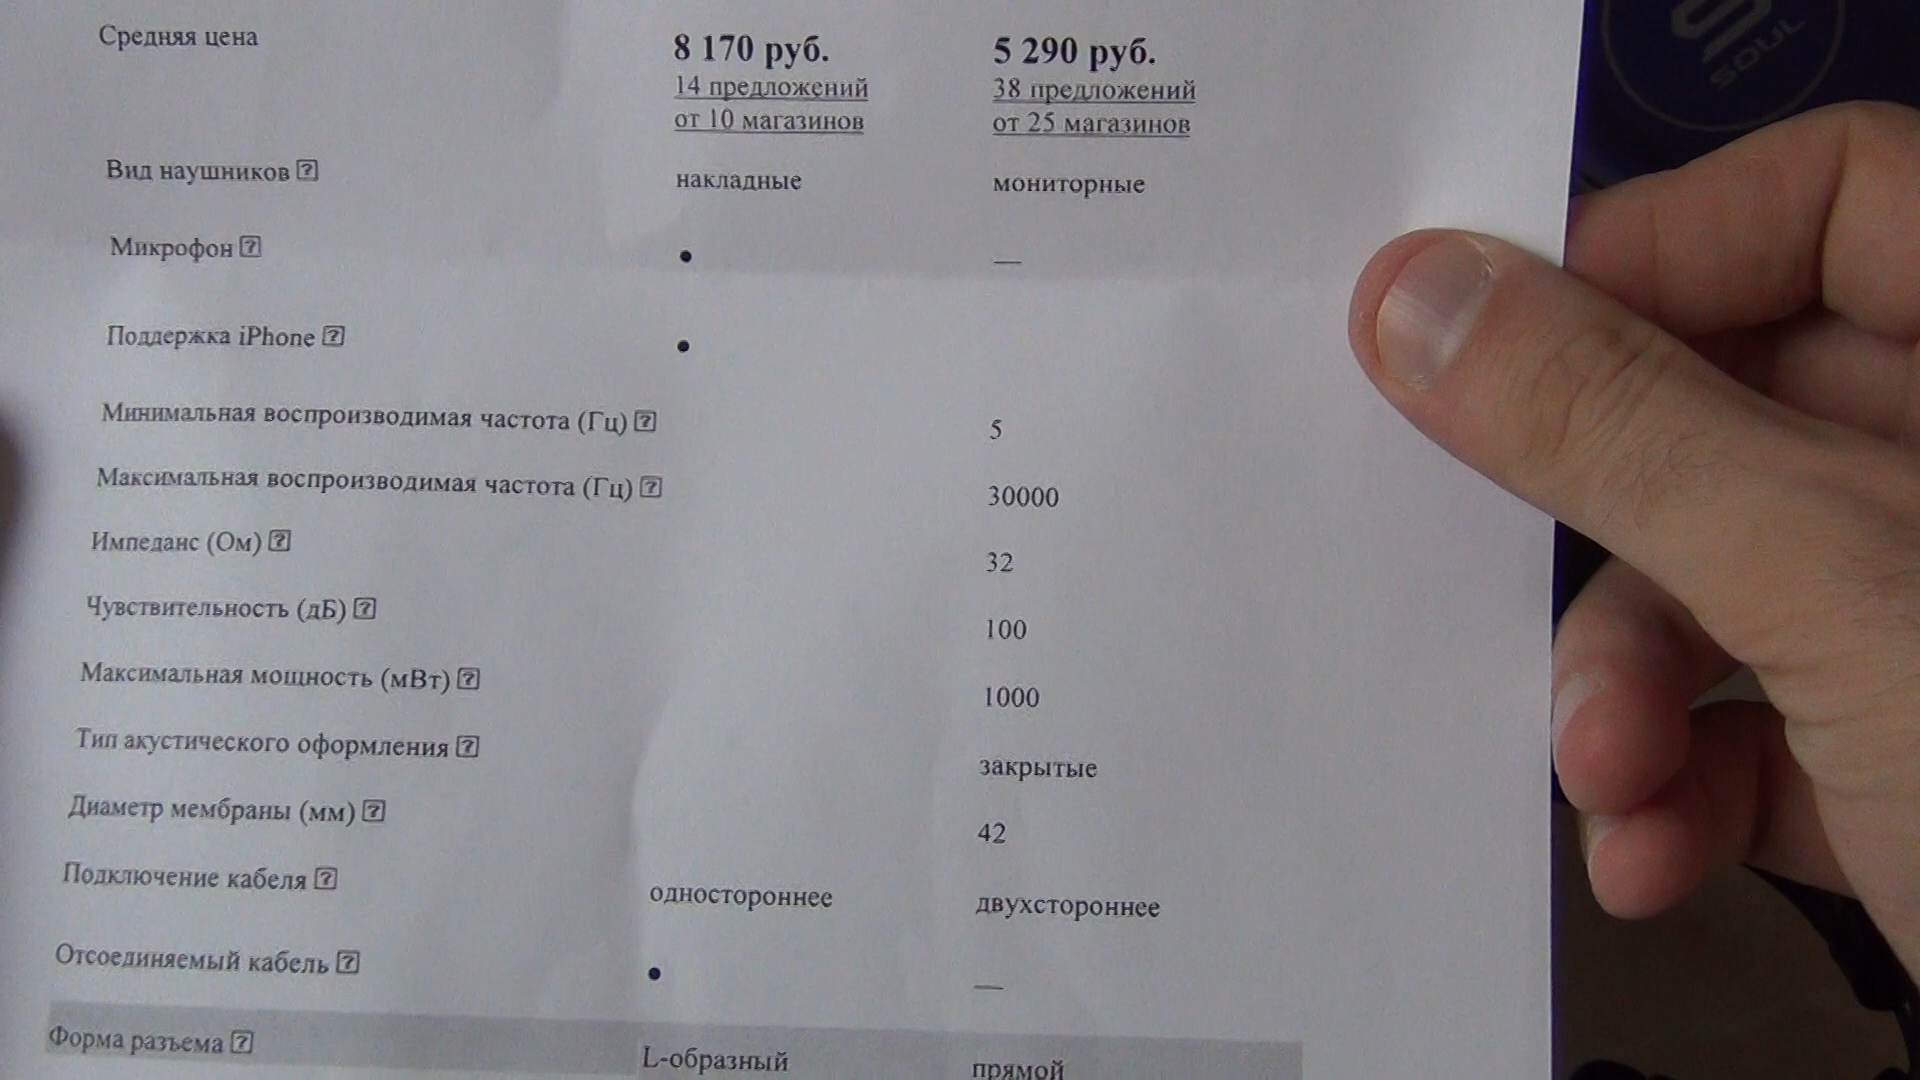 Средняя цена
8 170 руб.
5 290 руб.
14 предложений
38 предложений
от 10 магазинов
от 25 магазинов
Вид наушников ?
накладные
мониторные
Микрофон ?
•
—
Поддержка iPhone ?
•
Минимальная воспроизводимая частота (Гц) ?
5
Максимальная воспроизводимая частота (Гц) ?
30000
Импеданс (Ом) ?
32
Чувствительность (дБ) ?
100
Максимальная мощность (мВт) ?
1000
Тип акустического оформления ?
закрытые
Диаметр мембраны (мм) ?
42
Подключение кабеля ?
одностороннее
двухстороннее
Отсоединяемый кабель ?
•
—
Форма разъема ?
L-образный
прямой
SOUL